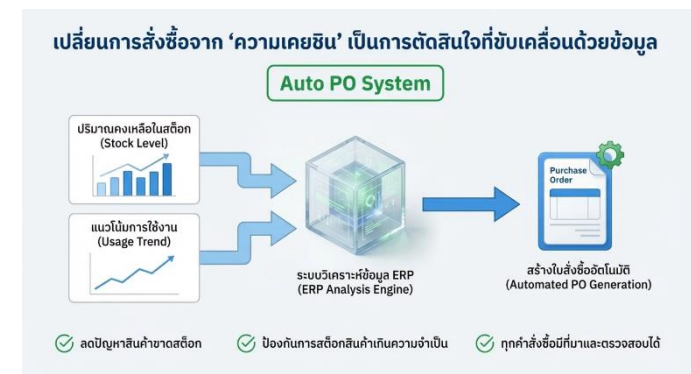 เปลี่ยนการสั่งซื้อจาก ‘ความเคยชิน’ เป็นการตัดสินใจที่ขับเคลื่อนด้วยข้อมูล
Auto PO System
ปริมาณคงเหลือในสต็อก
(Stock Level)
แนวโน้มการใช้งาน
(Usage Trend)
ระบบวิเคราะห์ข้อมูล ERP
(ERP Analysis Engine)
Purchase
Order
สร้างใบสั่งซื้ออัตโนมัติ
(Automated PO Generation)
ลดปัญหาสินค้าขาดสต็อก
ป้องกันการสต็อกสินค้าเกินความจำเป็น
ทุกคำสั่งซื้อมีที่มาและตรวจสอบได้